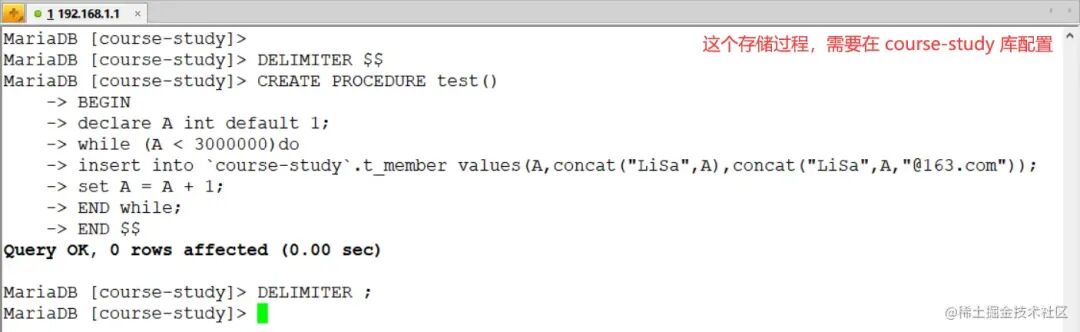 1 192.168.1.1 ×
MariaDB [course-study]>
这个存储过程，需要在 course-study 库配置
MariaDB [course-study]> DELIMITER $$
MariaDB [course-study]> CREATE PROCEDURE test()
-> BEGIN
-> declare A int default 1;
-> while (A < 3000000)do
-> insert into `course-study`.t_member values(A,concat("LiSa",A),concat("LiSa",A,"@163.com"));
-> set A = A + 1;
-> END while;
-> END $$
Query OK, 0 rows affected (0.00 sec)
MariaDB [course-study]> DELIMITER ;
MariaDB [course-study]>
@稀土掘金技术社区